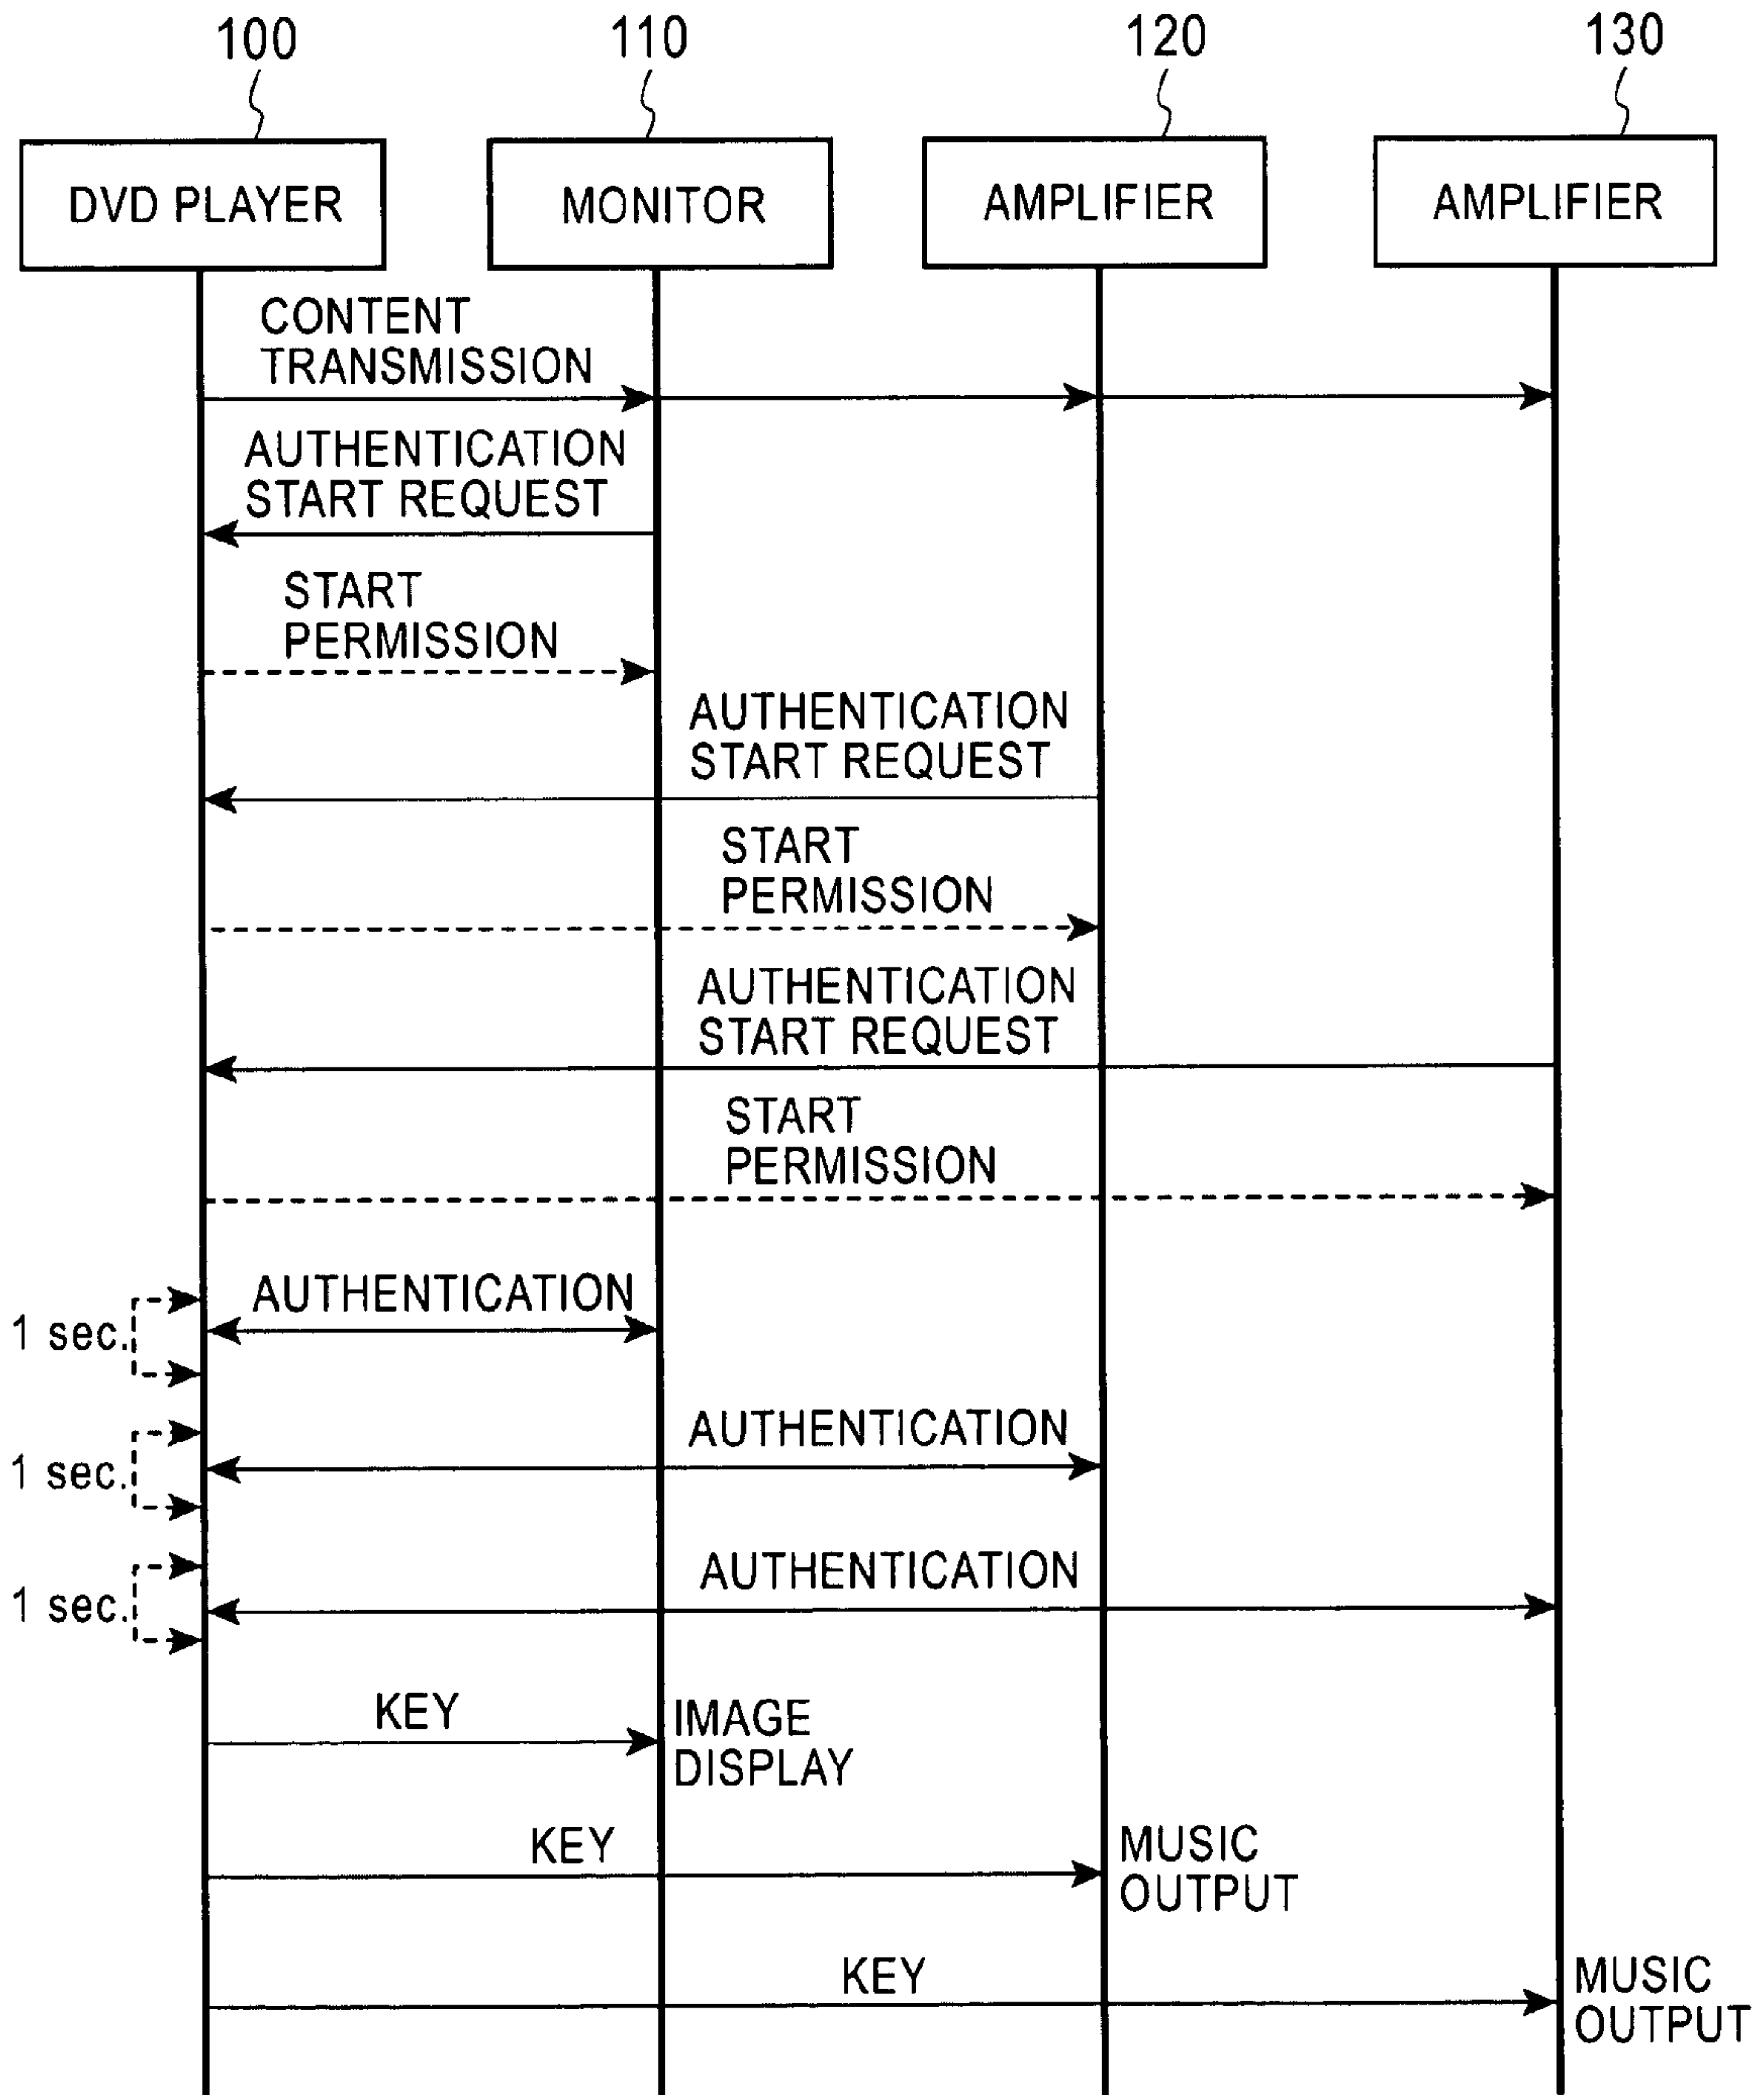 100
110
120
130
DVD PLAYER
MONITOR
AMPLIFIER
AMPLIFIER
CONTENT
TRANSMISSION
AUTHENTICATION
START REQUEST
START
PERMISSION
AUTHENTICATION
START REQUEST
START
PERMISSION
AUTHENTICATION
START REQUEST
START
PERMISSION
AUTHENTICATION
1 sec.
AUTHENTICATION
1 sec.
AUTHENTICATION
1 sec.
KEY
IMAGE
DISPLAY
KEY
MUSIC
OUTPUT
KEY
MUSIC
OUTPUT